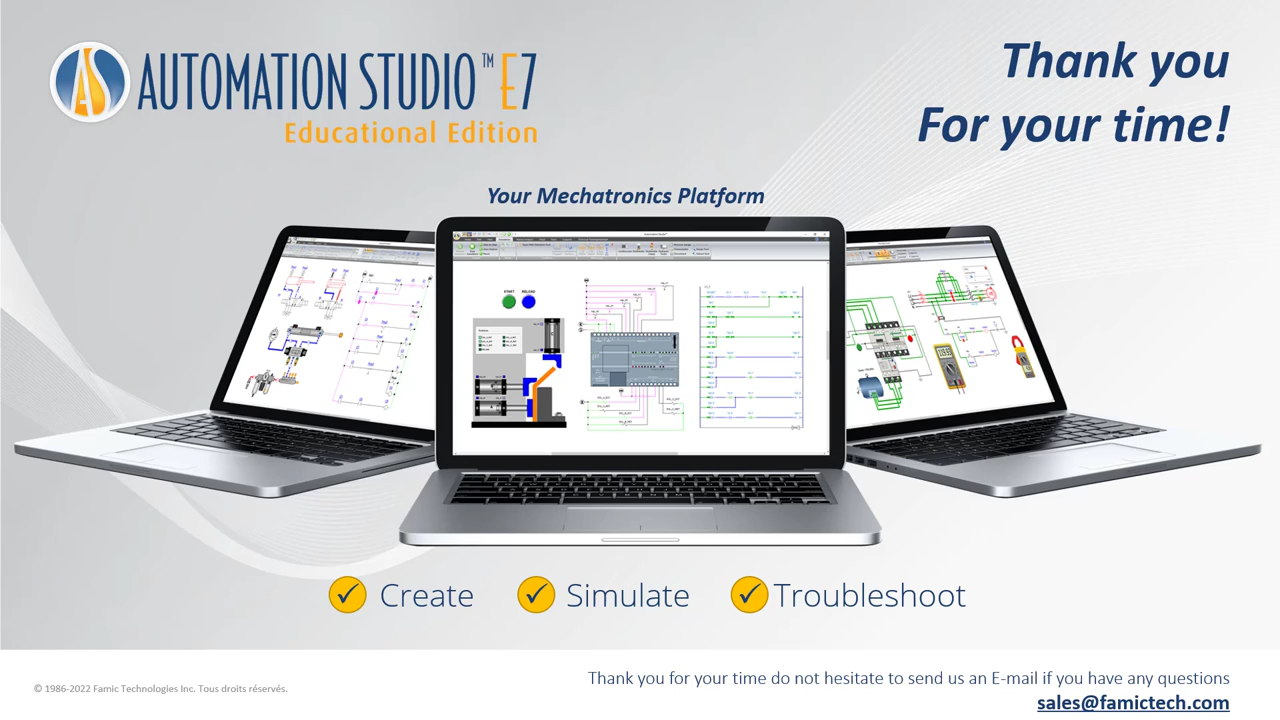 AUTOMATION STUDIO™ E7
Educational Edition
Thank you
For your time!
Your Mechatronics Platform
START RELOAD
Create
Simulate
Troubleshoot
Thank you for your time do not hesitate to send us an E-mail if you have any questions
© 1986-2022 Famic Technologies Inc. Tous droits réservés.
sales@famictech.com